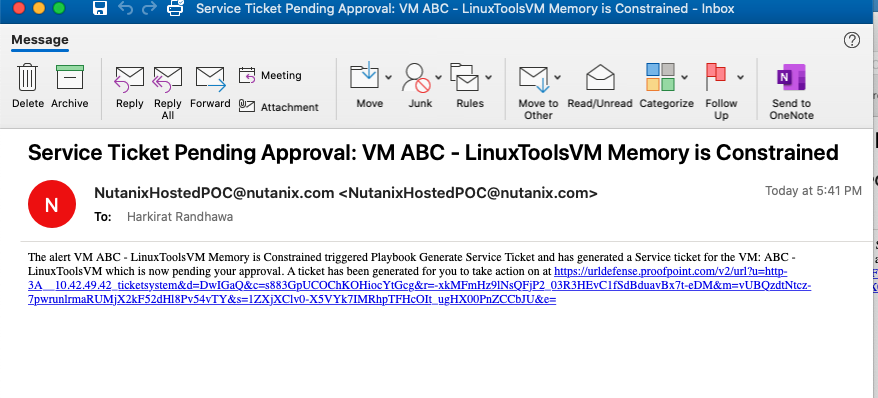 Service Ticket Pending Approval: VM ABC - LinuxToolsVM Memory is Constrained - Inbox
Message
Delete Archive Reply Reply All Forward Meeting Attachment Move Junk Rules Move to Other Read/Unread Categorize Follow Up Send to OneNote
Service Ticket Pending Approval: VM ABC - LinuxToolsVM Memory is Constrained
N
NutanixHostedPOC@nutanix.com <NutanixHostedPOC@nutanix.com>
Today at 5:41 PM
To: Harkirat Randhawa
The alert VM ABC - LinuxToolsVM Memory is Constrained triggered Playbook Generate Service Ticket and has generated a Service ticket for the VM: ABC -
LinuxToolsVM which is now pending your approval. A ticket has been generated for you to take action on at https://urldefense.proofpoint.com/v2/url?u=http-
3A__10.42.49.42_ticketsystem&d=DwIGaQ&c=s883GpUCOChKOHiocYtGcg&r=-xkMFmHz9lNsQFjP2_03R3HEvC1fSdBduavBx7t-eDM&m=vUBQzdtNtcz-
7pwrunlrmaRUMjX2kF52dHl8Pv54vTY&s=1ZXjXClv0-X5VYk7IMRhpTFHcOIt_ugHX00PnZCCbJU&e=